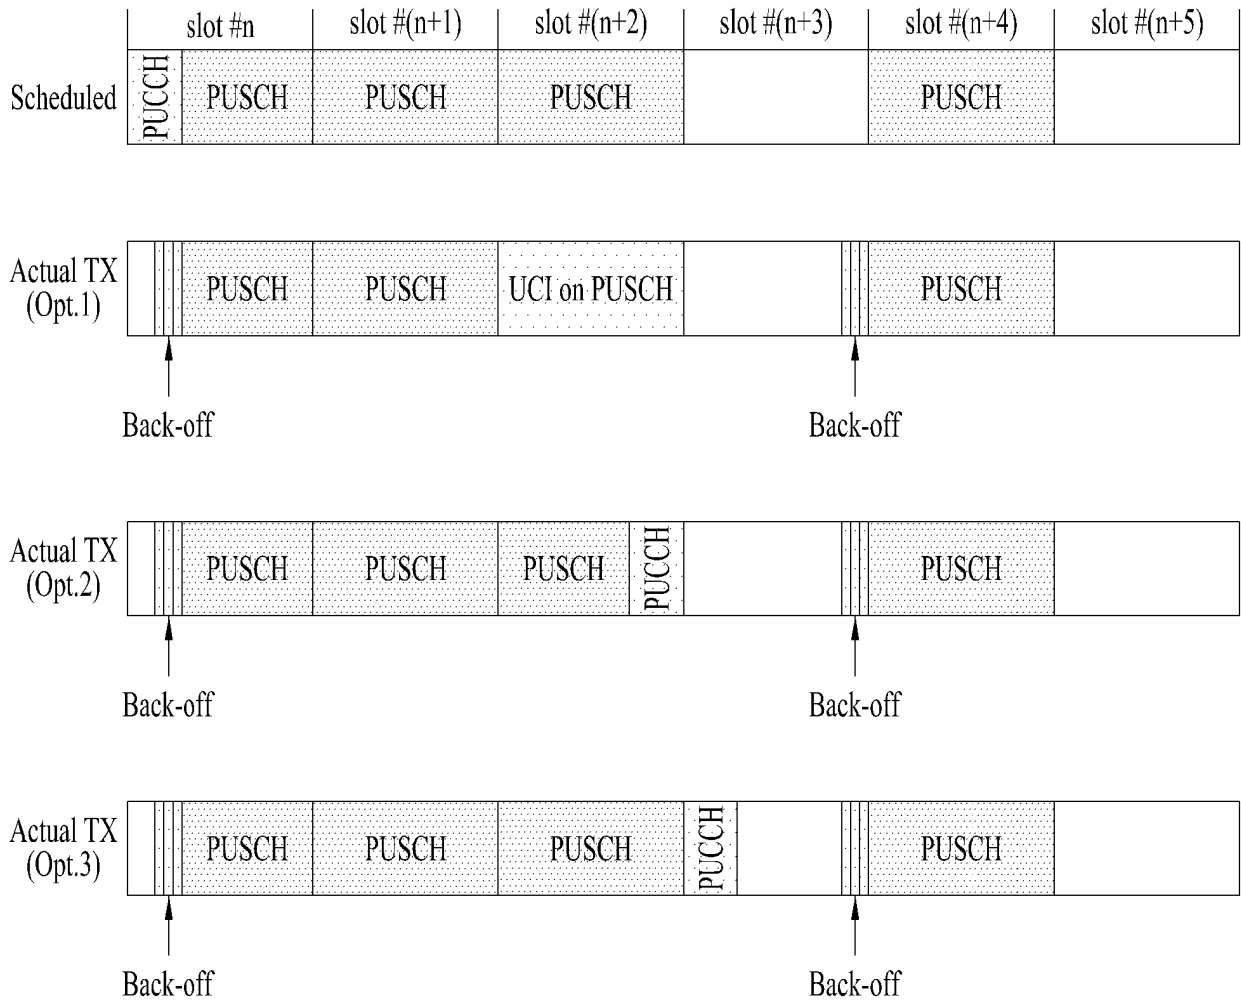 slot #n slot #(n+1) slot #(n+2) slot #(n+3) slot #(n+4) slot #(n+5)
Scheduled PUCCH PUSCH PUSCH PUSCH PUSCH
Actual TX
(Opt.1)
PUSCH PUSCH UCI on PUSCH PUSCH
Back-off Back-off
Actual TX
(Opt.2)
PUSCH PUSCH PUSCH PUCCH PUSCH
Back-off Back-off
Actual TX
(Opt.3)
PUSCH PUSCH PUSCH PUCCH PUSCH
Back-off Back-off